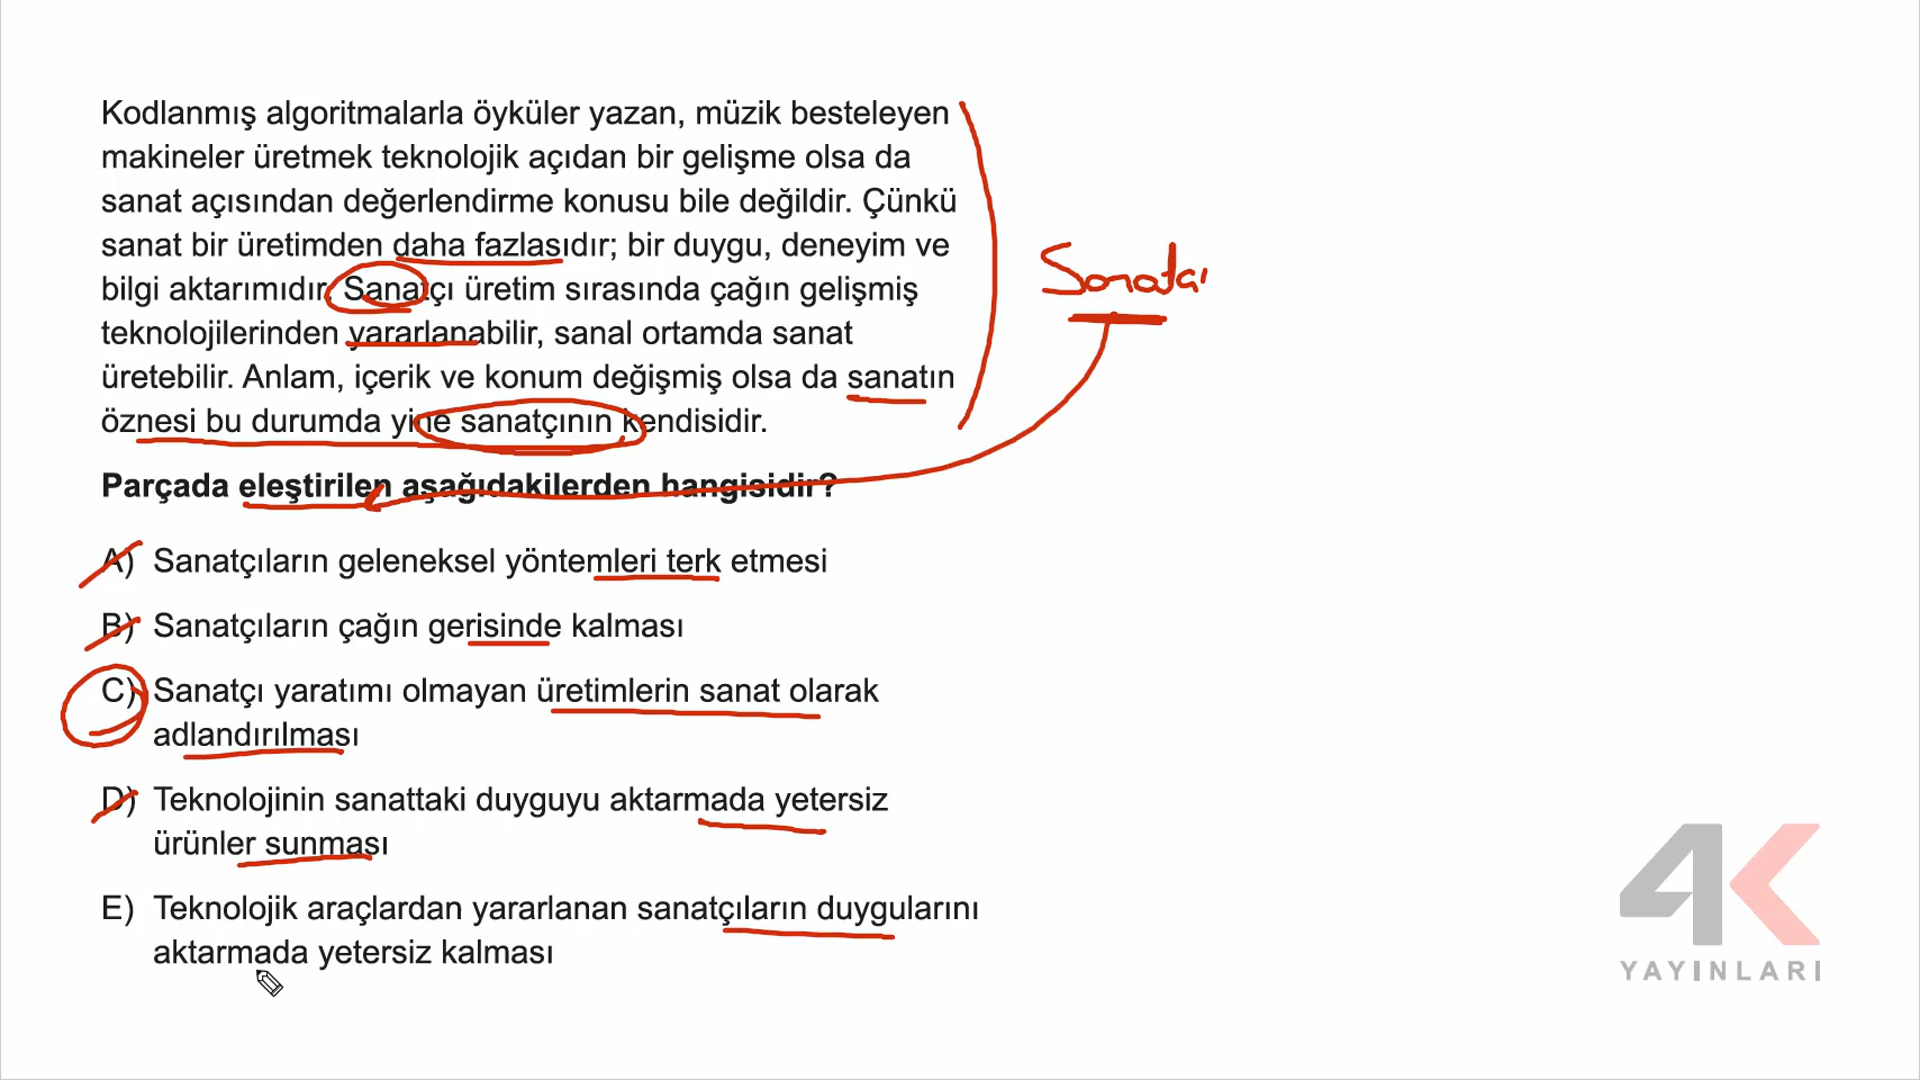 Kodlanmış algoritmalarla öyküler yazan, müzik besteleyen
makineler üretmek teknolojik açıdan bir gelişme olsa da
sanat açısından değerlendirme konusu bile değildir. Çünkü
sanat bir üretimden daha fazlasıdır; bir duygu, deneyim ve
bilgi aktarımıdır. Sanatçı üretim sırasında çağın gelişmiş
teknolojilerinden yararlanabilir, sanal ortamda sanat
üretebilir. Anlam, içerik ve konum değişmiş olsa da sanatın
öznesi bu durumda yine sanatçının kendisidir.
Parçada eleştirilen aşağıdakilerden hangisidir?
A) Sanatçıların geleneksel yöntemleri terk etmesi
B) Sanatçıların çağın gerisinde kalması
C) Sanatçı yaratımı olmayan üretimlerin sanat olarak
adlandırılması
D) Teknolojinin sanattaki duyguyu aktarmada yetersiz
ürünler sunması
E) Teknolojik araçlardan yararlanan sanatçıların duygularını
aktarmada yetersiz kalması
4K
YAYINLARI